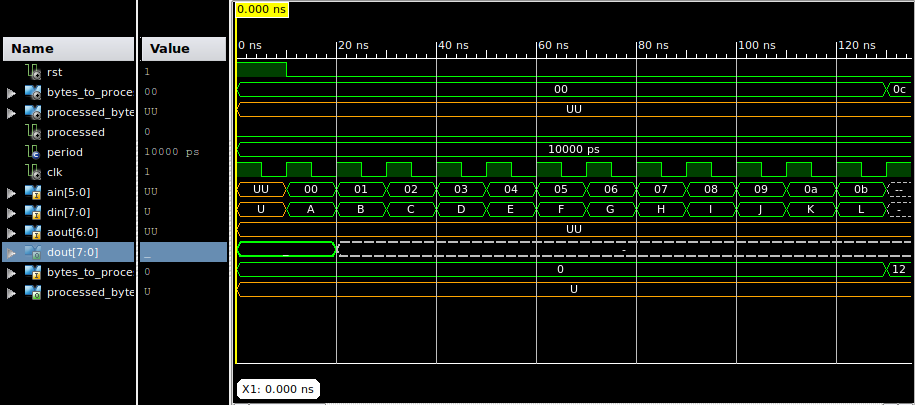 0.000 ns
0 ns 20 ns 40 ns 60 ns 80 ns 100 ns 120 ns
Name Value
rst 1
bytes_to_proce 00 00 0c
processed_byte UU UU
processed 0
period 10000 ps 10000 ps
clk 1
ain[5:0] UU UU 00 01 02 03 04 05 06 07 08 09 0a 0b --
din[7:0] U U A B C D E F G H I J K L -
aout[6:0] UU UU
dout[7:0] _ _ -
bytes_to_proce 0 0 12
processed_byte U U
X1: 0.000 ns